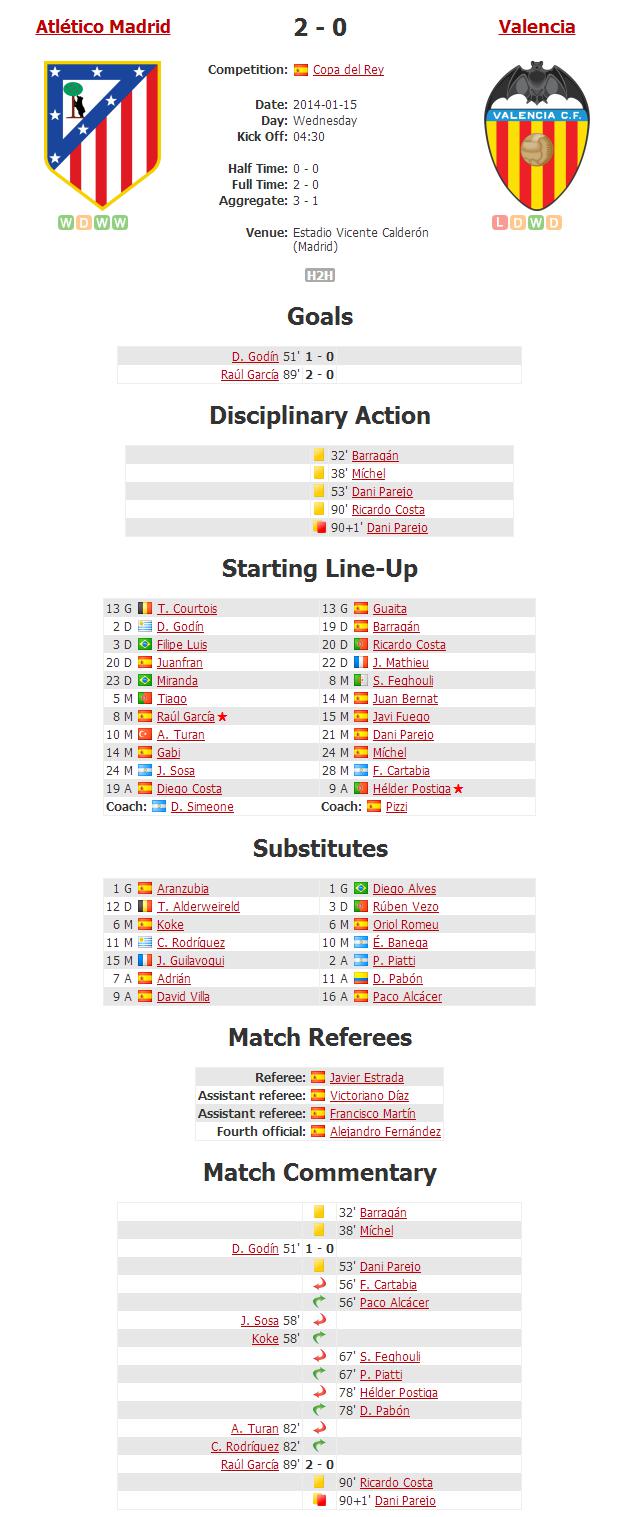 Atlético Madrid 2 - 0 Valencia
Competition: Copa del Rey
Date: 2014-01-15
Day: Wednesday
Kick Off: 04:30
Half Time: 0 - 0
Full Time: 2 - 0
Aggregate: 3 - 1
Venue: Estadio Vicente Calderón
(Madrid)
VALENCIA C.F.
W D W W
L D W D
H2H
Goals
D. Godín 51' 1 - 0
Raúl García 89' 2 - 0
Disciplinary Action
32' Barragán
38' Míchel
53' Dani Parejo
90' Ricardo Costa
90+1' Dani Parejo
Starting Line-Up
13 G T. Courtois 13 G Guaita
2 D D. Godín 19 D Barragán
3 D Filipe Luis 20 D Ricardo Costa
20 D Juanfran 22 D J. Mathieu
23 D Miranda 8 M S. Feghouli
5 M Tiago 14 M Juan Bernat
8 M Raúl García 15 M Javi Fuego
10 M A. Turan 21 M Dani Parejo
14 M Gabi 24 M Míchel
24 M J. Sosa 28 M F. Cartabia
19 A Diego Costa 9 A Hélder Postiga
Coach: D. Simeone Coach: Pizzi
Substitutes
1 G Aranzubia 1 G Diego Alves
12 D T. Alderweireld 3 D Rúben Vezo
6 M Koke 6 M Oriol Romeu
11 M C. Rodríguez 10 M É. Banega
15 M J. Guilavogui 2 A P. Piatti
7 A Adrián 11 A D. Pabón
9 A David Villa 16 A Paco Alcácer
Match Referees
Referee: Javier Estrada
Assistant referee: Victoriano Díaz
Assistant referee: Francisco Martín
Fourth official: Alejandro Fernández
Match Commentary
32' Barragán
38' Míchel
D. Godín 51' 1 - 0
53' Dani Parejo
56' F. Cartabia
56' Paco Alcácer
J. Sosa 58'
Koke 58'
67' S. Feghouli
67' P. Piatti
78' Hélder Postiga
78' D. Pabón
A. Turan 82'
C. Rodríguez 82'
Raúl García 89' 2 - 0
90' Ricardo Costa
90+1' Dani Parejo